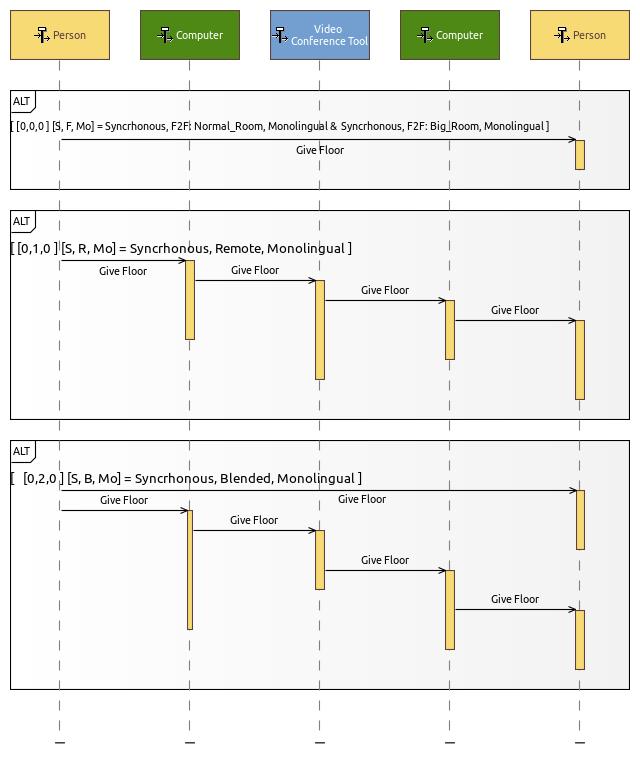 Person
Computer
Video
Conference Tool
Computer
Person
ALT
[ [0,0,0 ] [S, F, Mo] = Syncrhonous, F2F: Normal_Room, Monolingual & Syncrhonous, F2F: Big_Room, Monolingual ]
Give Floor
ALT
[ [0,1,0 ] [S, R, Mo] = Syncrhonous, Remote, Monolingual ]
Give Floor
Give Floor
Give Floor
Give Floor
ALT
[ [0,2,0 ] [S, B, Mo] = Syncrhonous, Blended, Monolingual ]
Give Floor
Give Floor
Give Floor
Give Floor
Give Floor